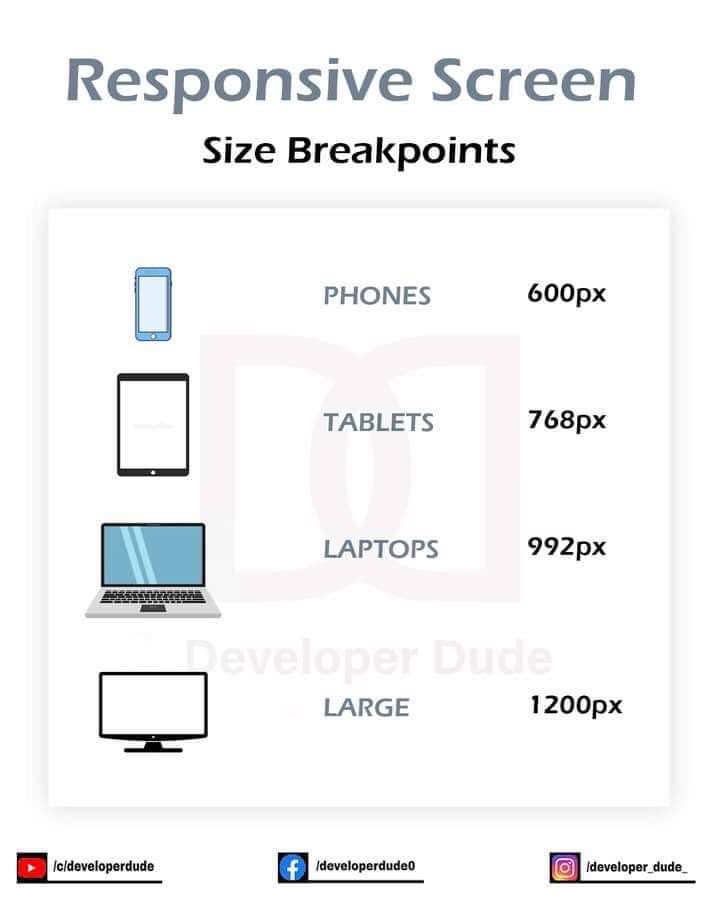 Responsive Screen
Size Breakpoints
PHONES 600px
TABLETS 768px
LAPTOPS 992px
Developer Dude
LARGE 1200px
/c/developerdude
/developerdude0
/developer_dude_